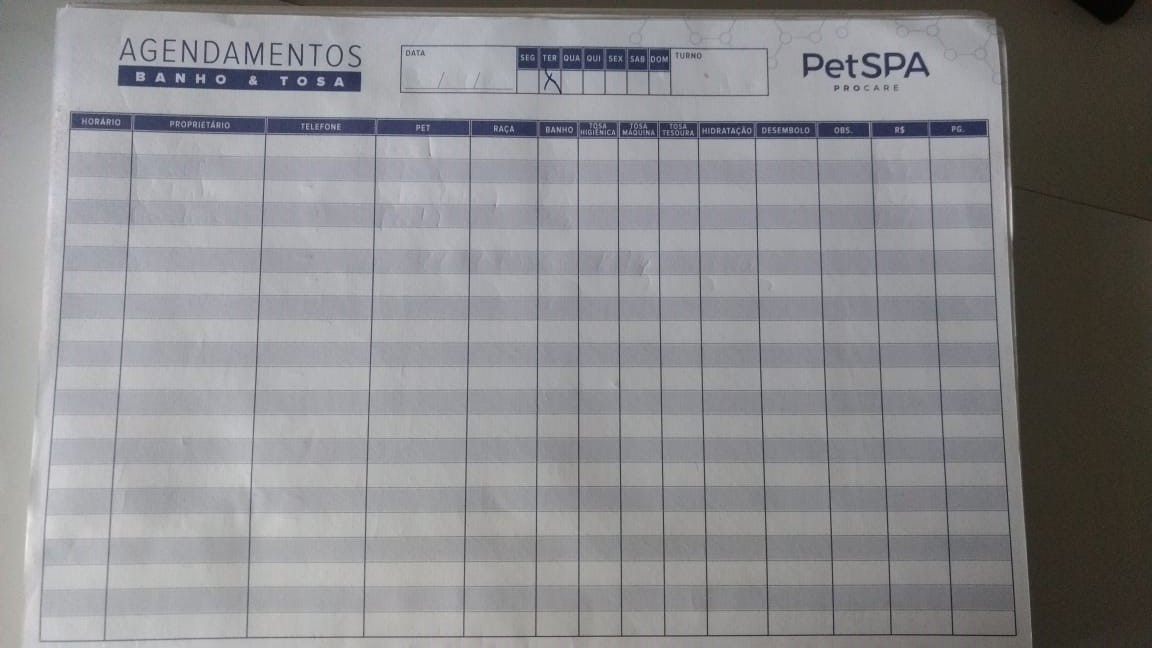 AGENDAMENTOS
BANHO & TOSA
DATA
/ /
SEG TER QUA QUI SEX SAB DOM
X
TURNO
PetSPA
PROCARE
HORÁRIO PROPRIETÁRIO TELEFONE PET RAÇA BANHO TOSA HIGIÊNICA TOSA MÁQUINA TOSA TESOURA HIDRATAÇÃO DESEMBOLO OBS. R$ PG.